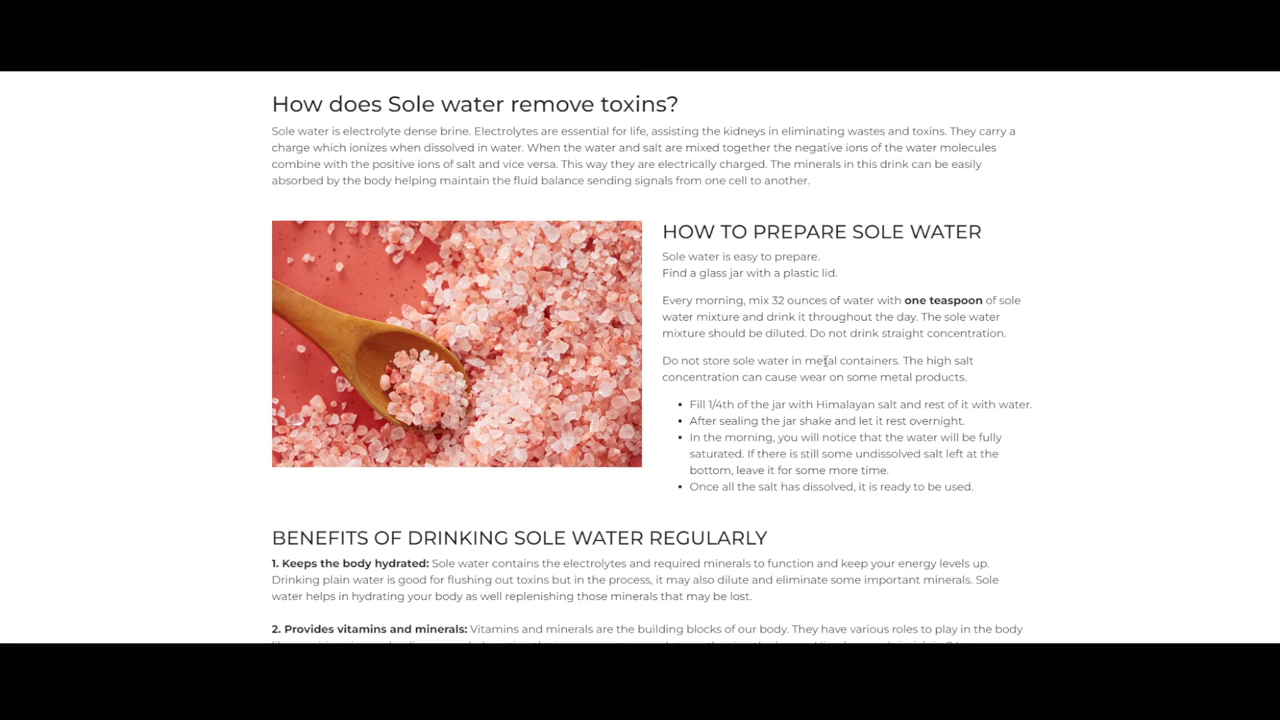 How does Sole water remove toxins?
Sole water is electrolyte dense brine. Electrolytes are essential for life, assisting the kidneys in eliminating wastes and toxins. They carry a
charge which ionizes when dissolved in water. When the water and salt are mixed together the negative ions of the water molecules
combine with the positive ions of salt and vice versa. This way they are electrically charged. The minerals in this drink can be easily
absorbed by the body helping maintain the fluid balance sending signals from one cell to another.
HOW TO PREPARE SOLE WATER
Sole water is easy to prepare.
Find a glass jar with a plastic lid.
Every morning, mix 32 ounces of water with one teaspoon of sole
water mixture and drink it throughout the day. The sole water
mixture should be diluted. Do not drink straight concentration.
Do not store sole water in metal containers. The high salt
concentration can cause wear on some metal products.
• Fill 1/4th of the jar with Himalayan salt and rest of it with water.
• After sealing the jar shake and let it rest overnight.
• In the morning, you will notice that the water will be fully
saturated. If there is still some undissolved salt left at the
bottom, leave it for some more time.
• Once all the salt has dissolved, it is ready to be used.
BENEFITS OF DRINKING SOLE WATER REGULARLY
1. Keeps the body hydrated: Sole water contains the electrolytes and required minerals to function and keep your energy levels up.
Drinking plain water is good for flushing out toxins but in the process, it may also dilute and eliminate some important minerals. Sole
water helps in hydrating your body as well replenishing those minerals that may be lost.
2. Provides vitamins and minerals: Vitamins and minerals are the building blocks of our body. They have various roles to play in the body